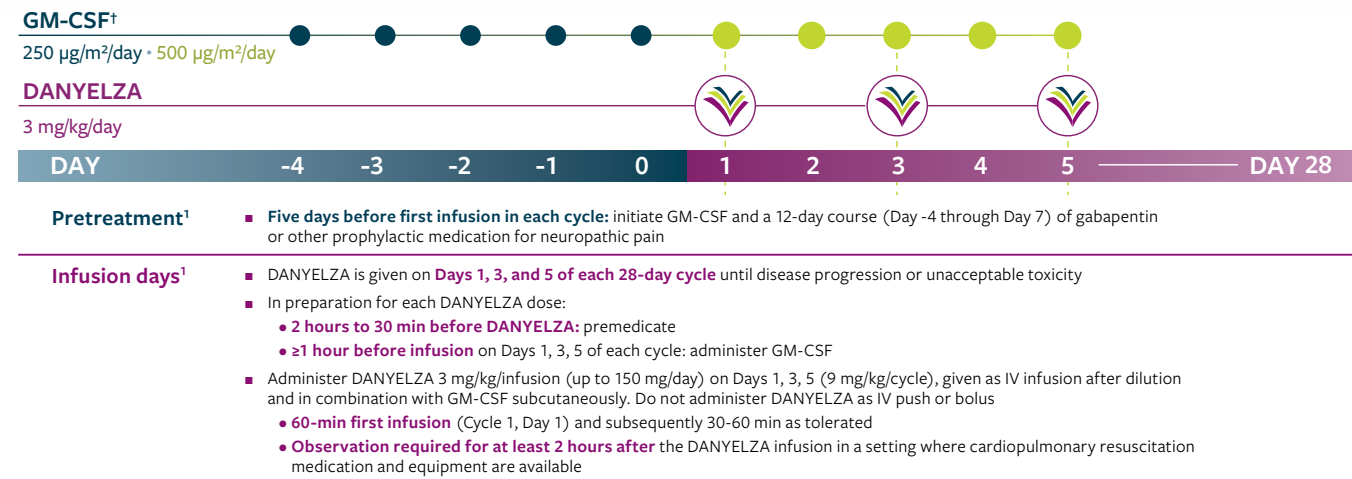 GM-CSF†
250 μg/m²/day • 500 μg/m²/day
DANYELZA
3 mg/kg/day
DAY -4 -3 -2 -1 0 1 2 3 4 5 DAY 28
Pretreatment¹
■ Five days before first infusion in each cycle: initiate GM-CSF and a 12-day course (Day -4 through Day 7) of gabapentin
or other prophylactic medication for neuropathic pain
Infusion days¹
■ DANYELZA is given on Days 1, 3, and 5 of each 28-day cycle until disease progression or unacceptable toxicity
■ In preparation for each DANYELZA dose:
• 2 hours to 30 min before DANYELZA: premedicate
• ≥1 hour before infusion on Days 1, 3, 5 of each cycle: administer GM-CSF
■ Administer DANYELZA 3 mg/kg/infusion (up to 150 mg/day) on Days 1, 3, 5 (9 mg/kg/cycle), given as IV infusion after dilution
and in combination with GM-CSF subcutaneously. Do not administer DANYELZA as IV push or bolus
• 60-min first infusion (Cycle 1, Day 1) and subsequently 30-60 min as tolerated
• Observation required for at least 2 hours after the DANYELZA infusion in a setting where cardiopulmonary resuscitation
medication and equipment are available